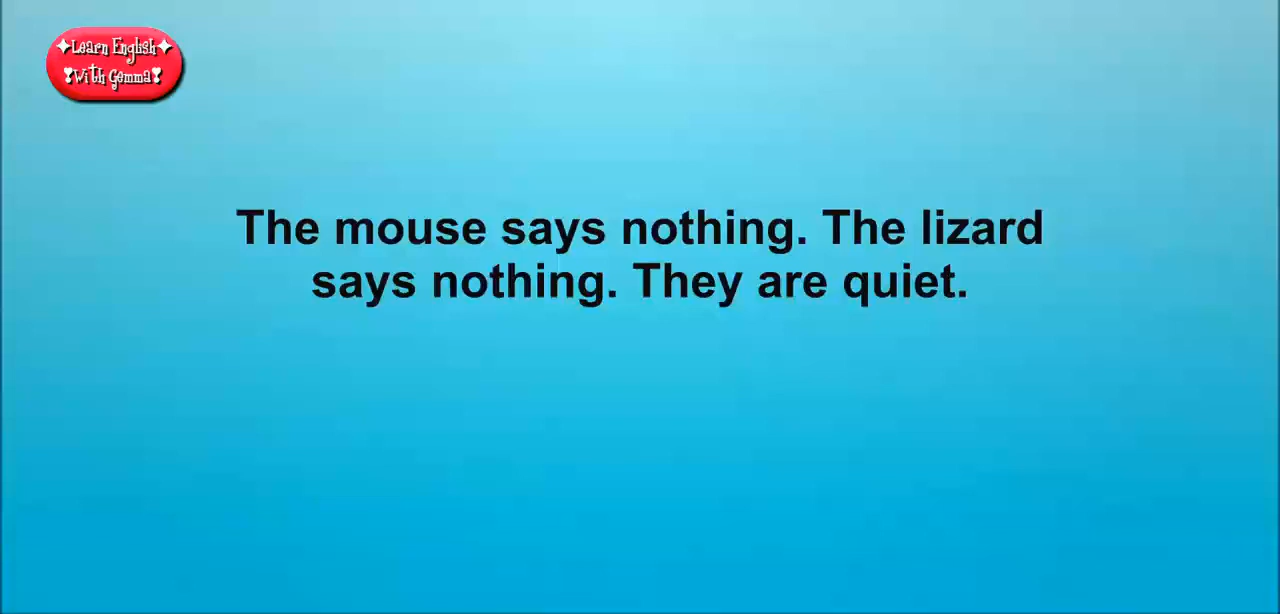 ✦Learn English✦
❣With Gemma❣
The mouse says nothing. The lizard
says nothing. They are quiet.